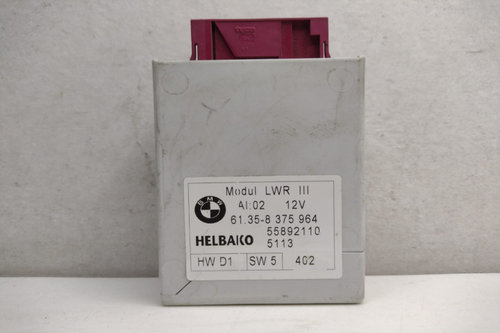 Modul LWR III
BMW
AI:02 12V
61.35-8 375 964
55892110
HELBAKO 5113
HW D1 SW 5 402